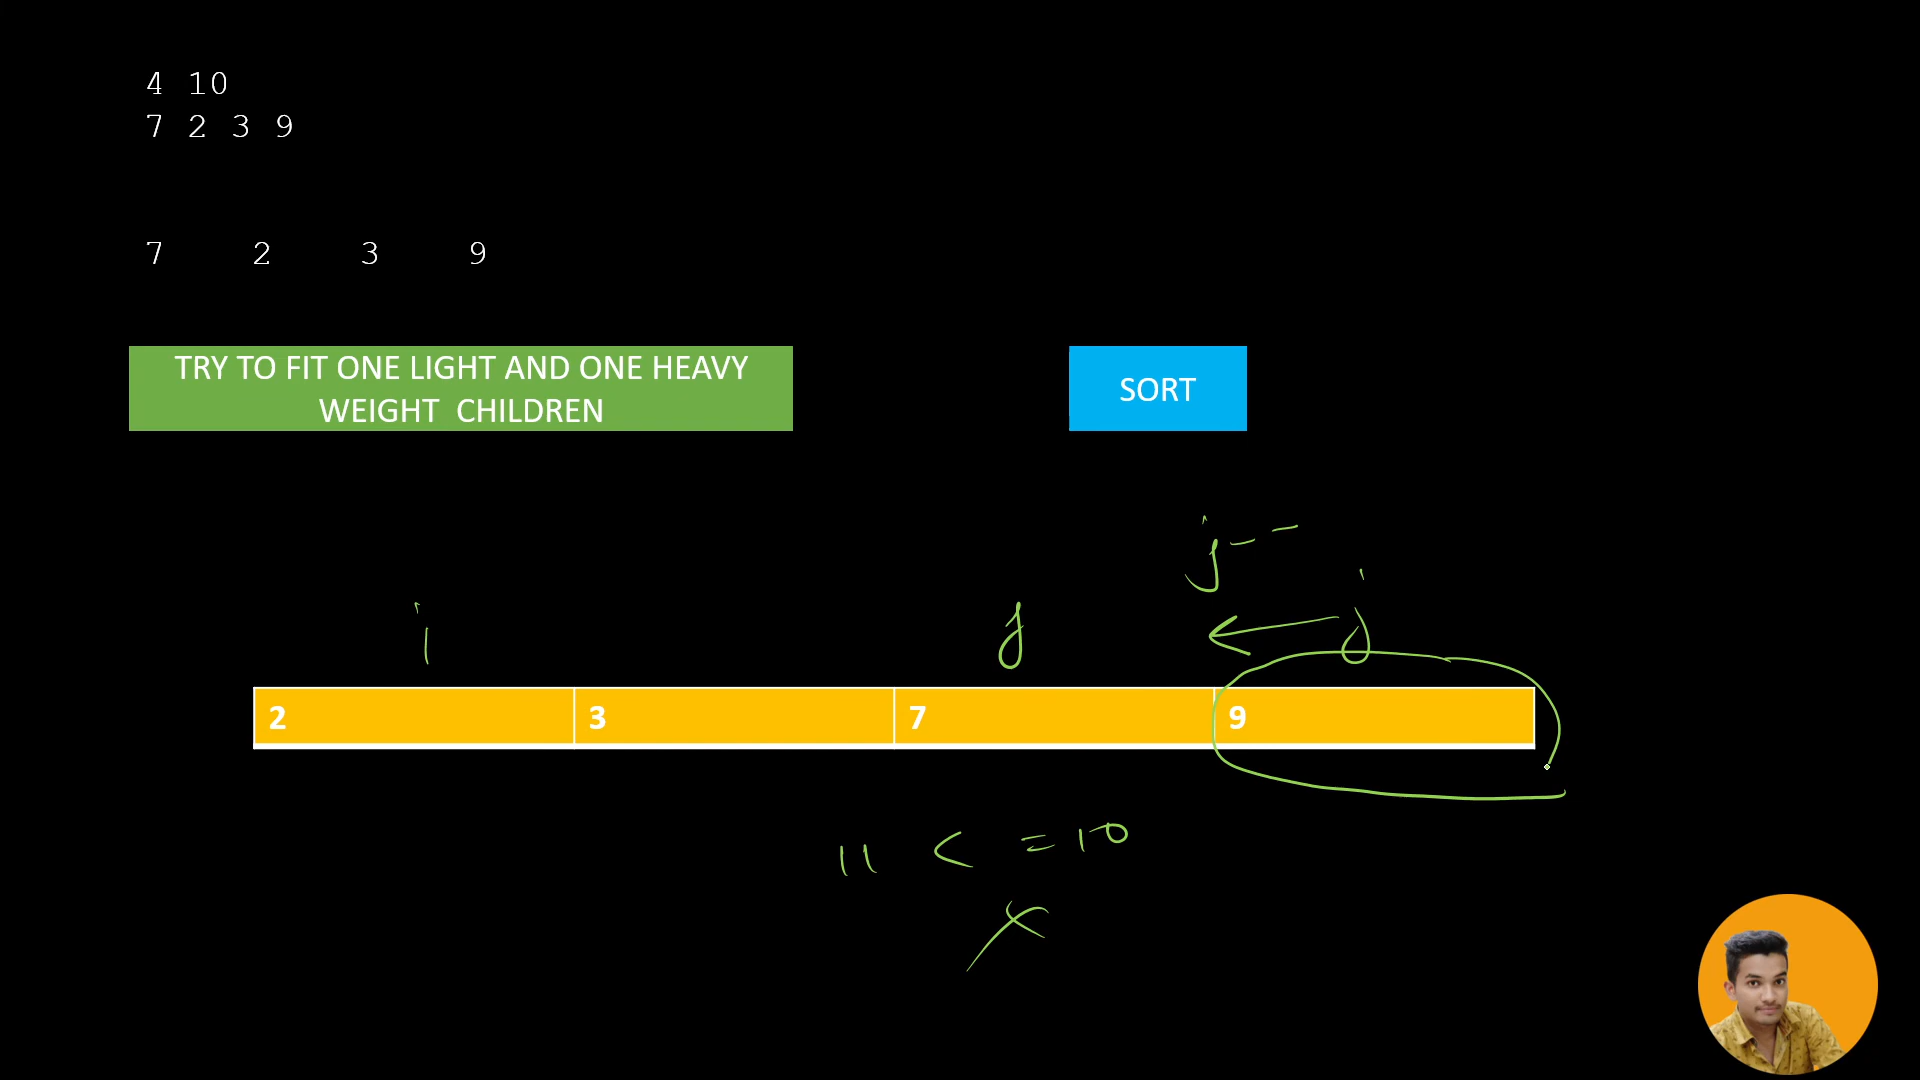 4 10
7 2 3 9
7 2 3 9
TRY TO FIT ONE LIGHT AND ONE HEAVY
WEIGHT CHILDREN
SORT
j--
i j j
2 3 7 9
11 < = 10